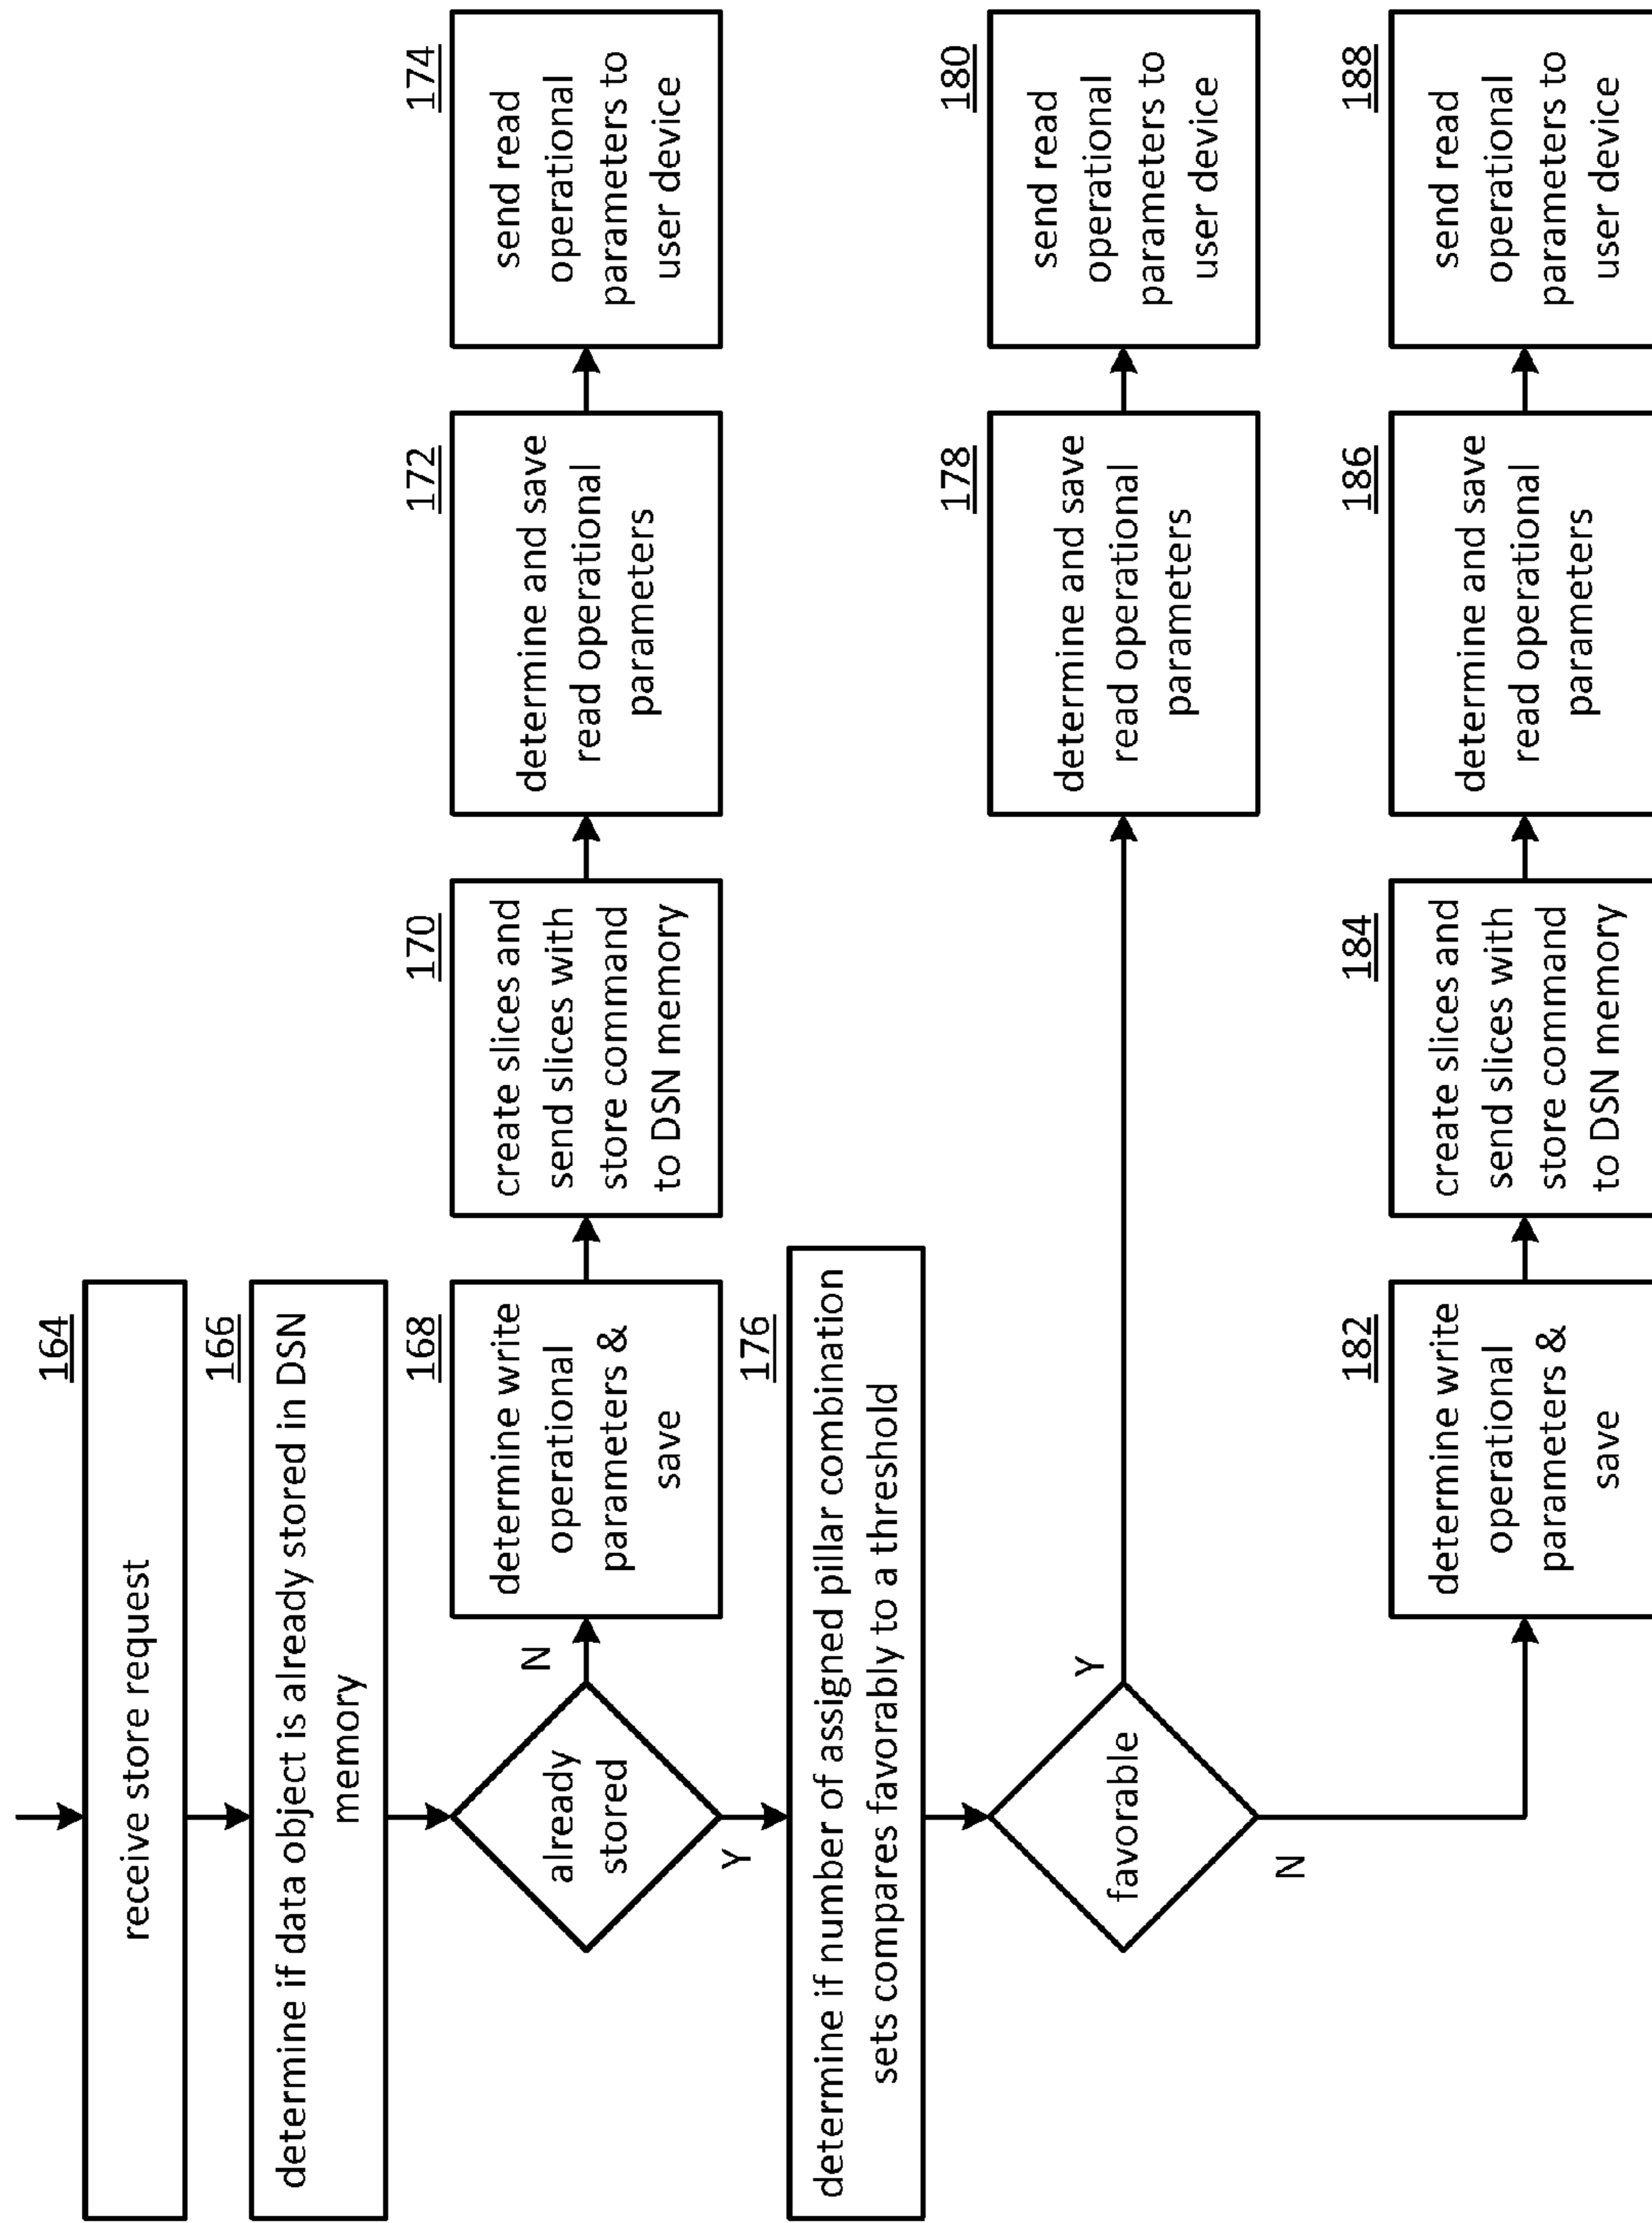 164
receive store request
166
determine if data object is already stored in DSN
memory
already
stored
N
Y
168
determine write
operational
parameters &
save
170
create slices and
send slices with
store command
to DSN memory
172
determine and save
read operational
parameters
174
send read
operational
parameters to
user device
176
determine if number of assigned pillar combination
sets compares favorably to a threshold
favorable
Y
N
178
determine and save
read operational
parameters
180
send read
operational
parameters to
user device
182
determine write
operational
parameters &
save
184
create slices and
send slices with
store command
to DSN memory
186
determine and save
read operational
parameters
188
send read
operational
parameters to
user device